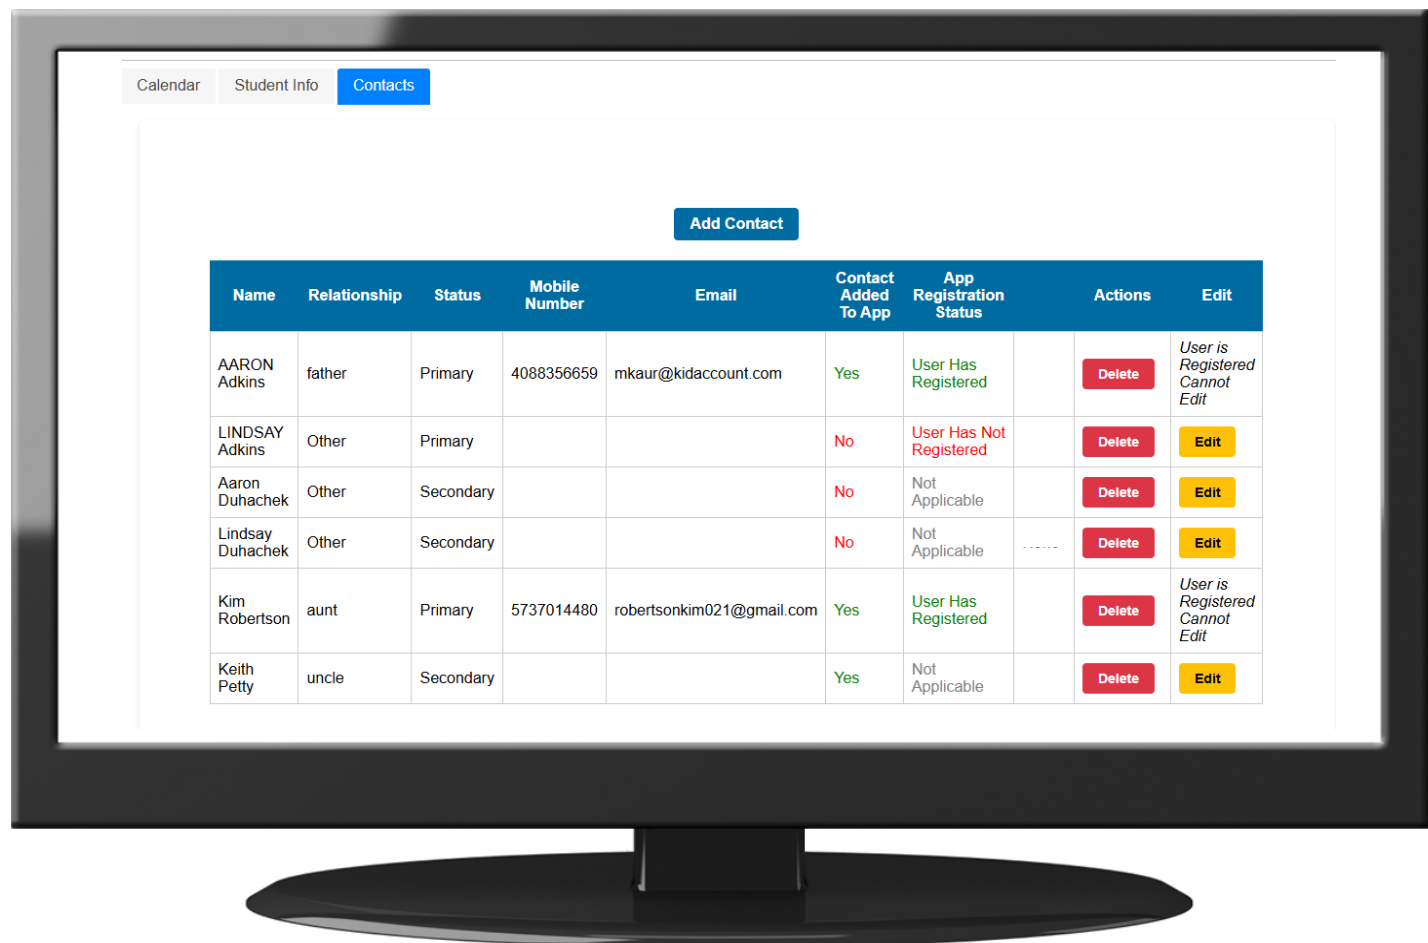 Calendar Student Info Contacts
Add Contact
Name Relationship Status Mobile Number Email Contact Added To App App Registration Status Actions Edit
AARON Adkins father Primary 4088356659 mkaur@kidaccount.com Yes User Has Registered Delete User is Registered Cannot Edit
LINDSAY Adkins Other Primary No User Has Not Registered Delete Edit
Aaron Duhachek Other Secondary No Not Applicable Delete Edit
Lindsay Duhachek Other Secondary No Not Applicable Delete Edit
Kim Robertson aunt Primary 5737014480 robertsonkim021@gmail.com Yes User Has Registered Delete User is Registered Cannot Edit
Keith Petty uncle Secondary Yes Not Applicable Delete Edit